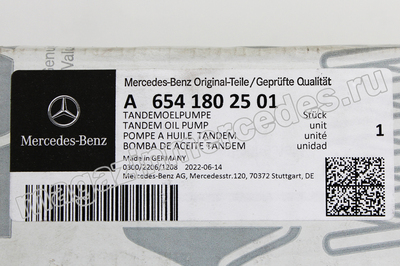 Mercedes-Benz Original-Teile/Geprüfte Qualität
A 654 180 25 01
TANDEMOELPUMPE Stück
TANDEM OIL PUMP unit
POMPE A HUILE, TANDEM unité 1
BOMBA DE ACEITE TANDEM unidad
Mercedes-Benz
Made in GERMANY
0300/2206/1208 2022-06-14
Mercedes-Benz AG, Mercedesstr.120, 70372 Stuttgart, DE